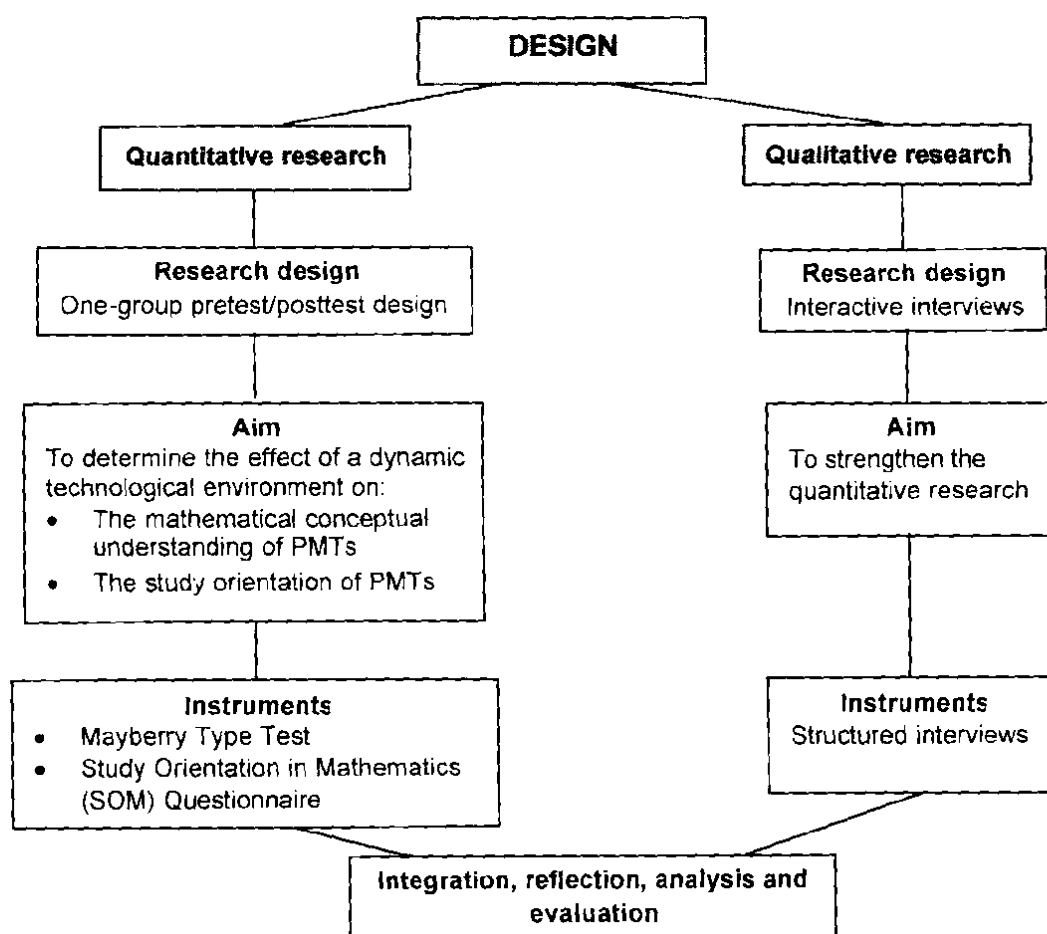 DESIGN
Quantitative research
Qualitative research
Research design
One-group pretest/posttest design
Research design
Interactive interviews
Aim
To determine the effect of a dynamic
technological environment on:
• The mathematical conceptual
understanding of PMTs
• The study orientation of PMTs
Aim
To strengthen the
quantitative research
Instruments
• Mayberry Type Test
• Study Orientation in Mathematics
(SOM) Questionnaire
Instruments
Structured interviews
Integration, reflection, analysis and
evaluation